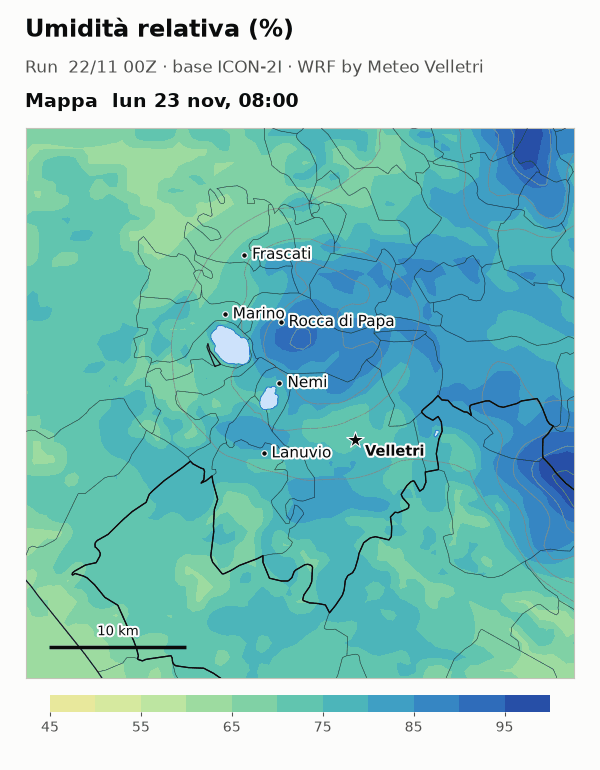 Umidità relativa (%)
Run 22/11 00Z · base ICON-2I · WRF by Meteo Velletri
Mappa lun 23 nov, 08:00
Frascati
Marino
Rocca di Papa
Nemi
Velletri
Lanuvio
10 km
45 55 65 75 85 95